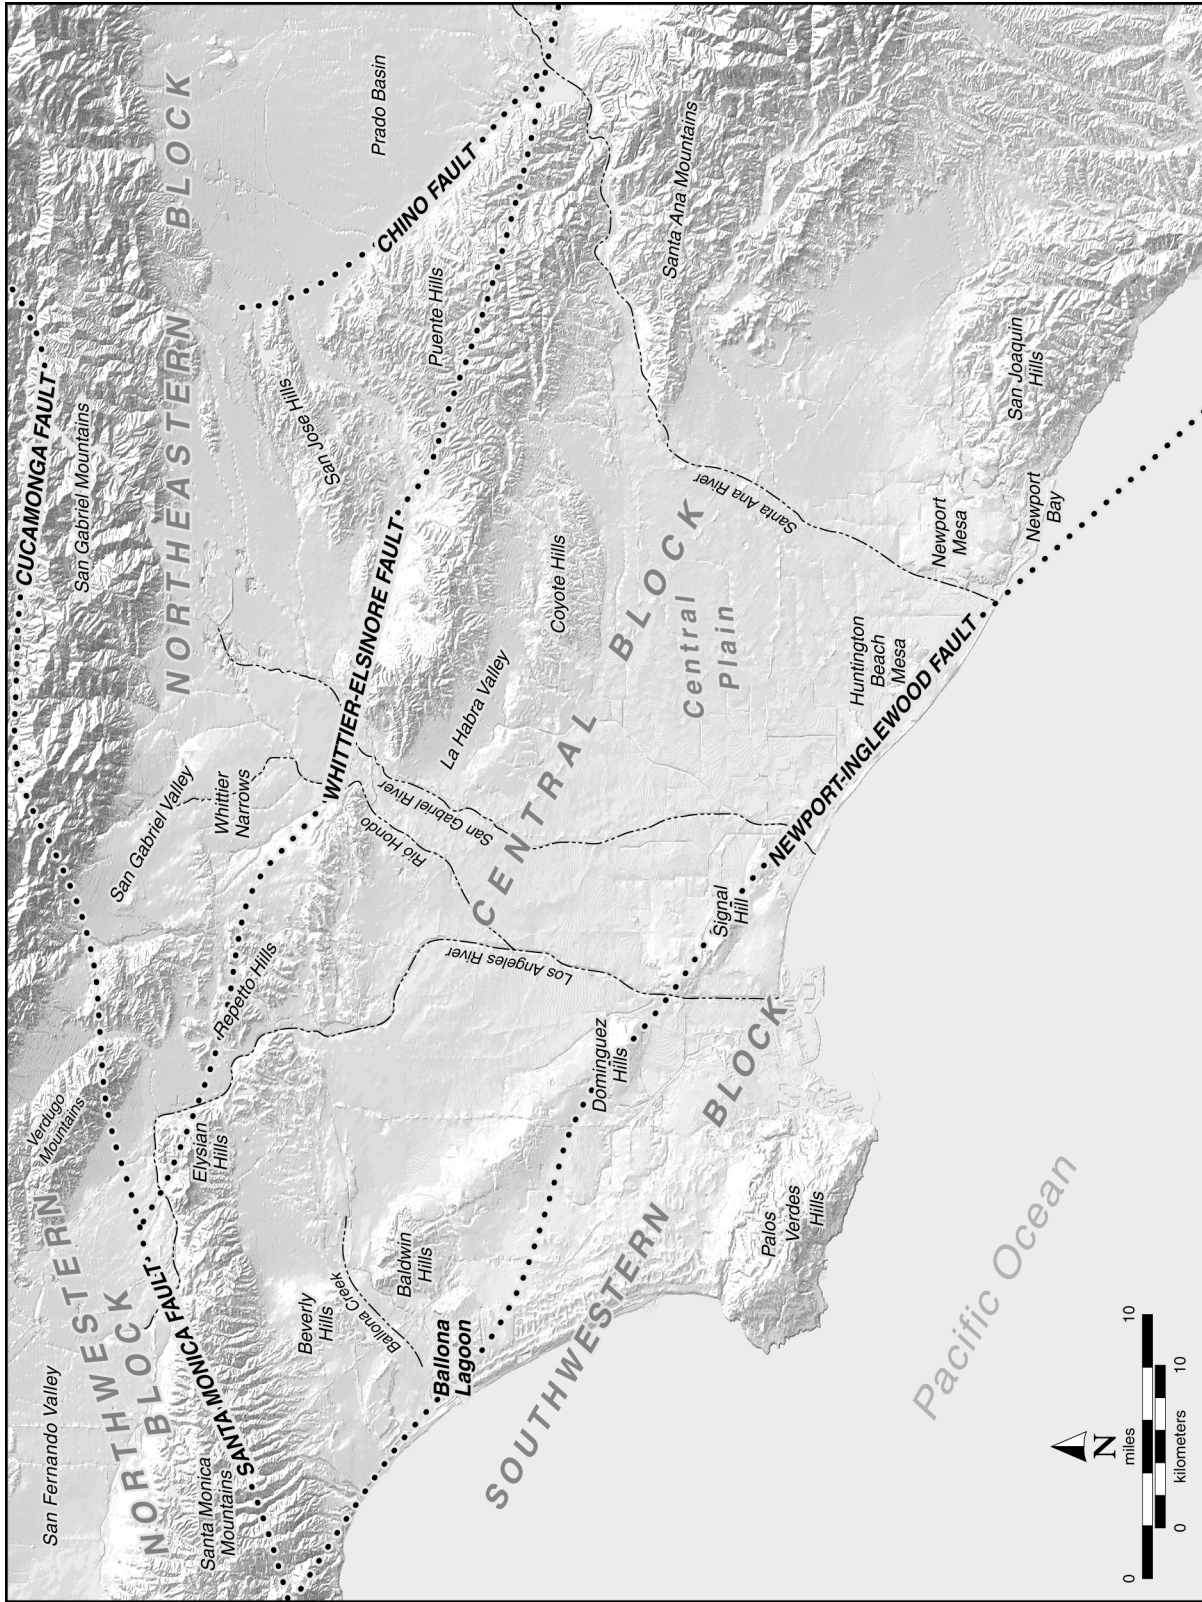 San Fernando Valley
NORTHWESTERN
BLOCK
Verdugo
Mountains
CUCAMONGA FAULT
San Gabriel Mountains
NORTHEASTERN BLOCK
San Gabriel Valley
Whittier
Narrows
SANTA MONICA FAULT
Santa Monica
Mountains
Elysian
Hills
Repetto Hills
San Jose Hills
Prado Basin
CHINO FAULT
Puente Hills
WHITTIER-ELSINORE FAULT
Beverly
Hills
Ballona Creek
Baldwin
Hills
Rió Hondo
San Gabriel River
La Habra Valley
Coyote Hills
Ballona
Lagoon
Los Angeles River
CENTRAL BLOCK
Santa Ana Mountains
Santa Ana River
Central
Plain
Dominguez
Hills
Signal
Hill
SOUTHWESTERN BLOCK
Palos
Verdes
Hills
NEWPORT-INGLEWOOD FAULT
Huntington
Beach
Mesa
Newport
Mesa
Newport
Bay
San Joaquin
Hills
Pacific Ocean
N
miles
0 10
kilometers
0 10